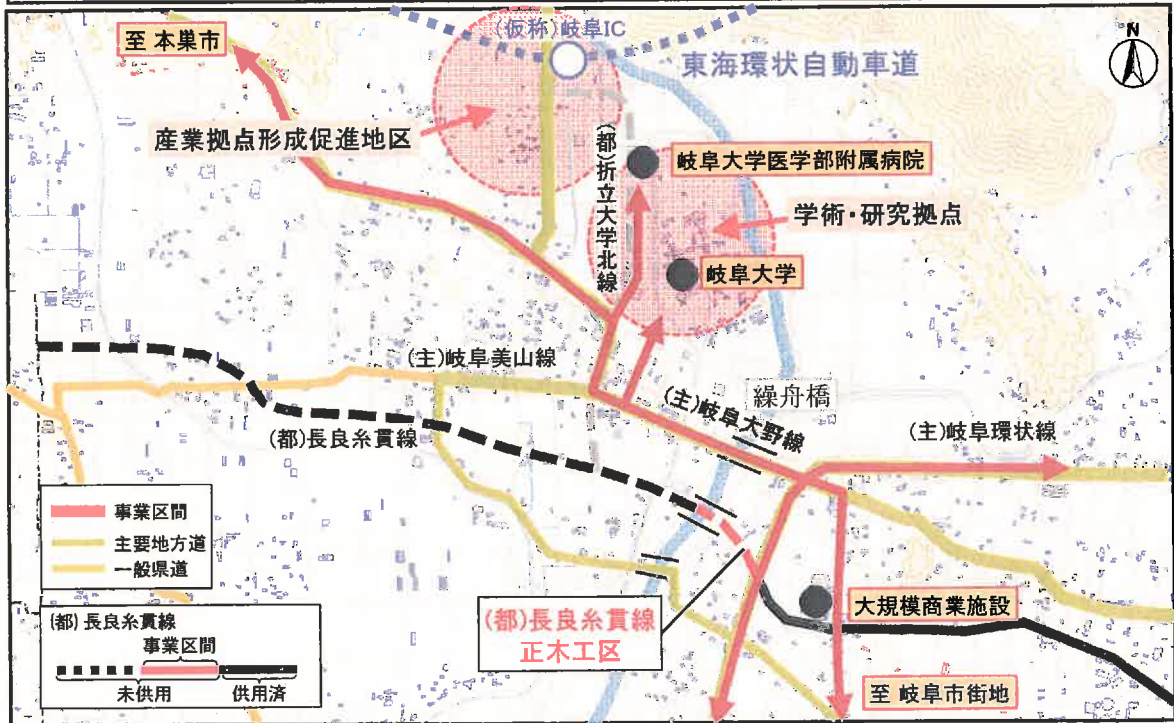 (仮称)岐阜IC
至 本巣市
N
東海環状自動車道
産業拠点形成促進地区
(都)折立大学北線
岐阜大学医学部附属病院
学術・研究拠点
岐阜大学
(主)岐阜美山線
繰舟橋
(主)岐阜大野線
(主)岐阜環状線
(都)長良糸貫線
事業区間
主要地方道
一般県道
大規模商業施設
(都)長良糸貫線
正木工区
(都)長良糸貫線
事業区間
未供用
供用済
至 岐阜市街地